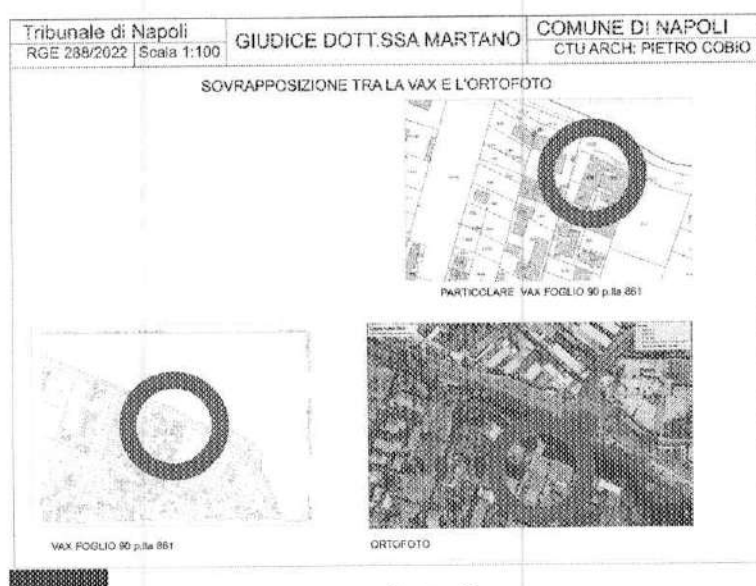 Tribunale di Napoli
RGE 288/2022 Scala 1:100
GIUDICE DOTT.SSA MARTANO
COMUNE DI NAPOLI
CTU ARCH: PIETRO COBIO
SOVRAPPOSIZIONE TRA LA VAX E L'ORTOFOTO
PARTICOLARE VAX FOGLIO 90 p.lla 861
VAX FOGLIO 90 p.lla 861
ORTOFOTO